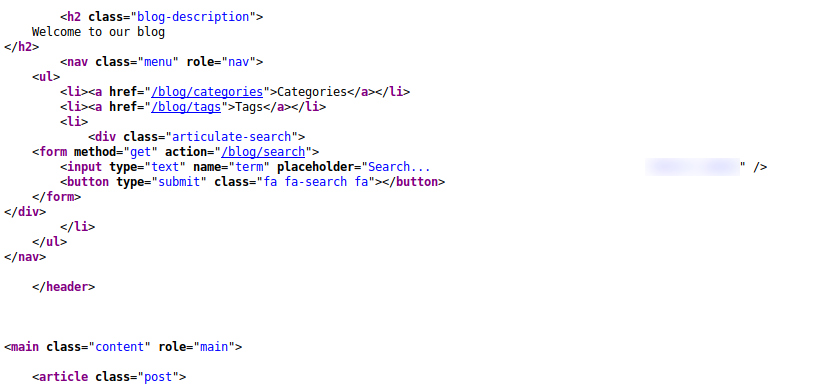 <h2 class="blog-description">
Welcome to our blog
</h2>
<nav class="menu" role="nav">
<ul>
<li><a href="/blog/categories">Categories</a></li>
<li><a href="/blog/tags">Tags</a></li>
<li>
<div class="articulate-search">
<form method="get" action="/blog/search">
<input type="text" name="term" placeholder="Search... " />
<button type="submit" class="fa fa-search fa"></button>
</form>
</div>
</li>
</ul>
</nav>
</header>
<main class="content" role="main">
<article class="post">